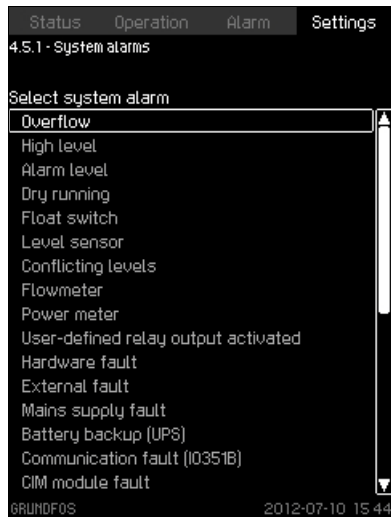 Status Operation Alarm Settings
4.5.1 - System alarms
Select system alarm
Overflow
High level
Alarm level
Dry running
Float switch
Level sensor
Conflicting levels
Flowmeter
Power meter
User-defined relay output activated
Hardware fault
External fault
Mains supply fault
Battery backup (UPS)
Communication fault (IO351B)
CIM module fault
GRUNDFOS 2012-07-10 15 44